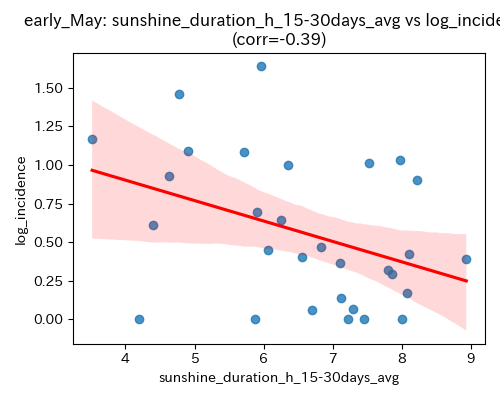 early_May: sunshine_duration_h_15-30days_avg vs log_incide
(corr=-0.39)
log_incidence
1.50
1.25
1.00
0.75
0.50
0.25
0.00
4 5 6 7 8 9
sunshine_duration_h_15-30days_avg